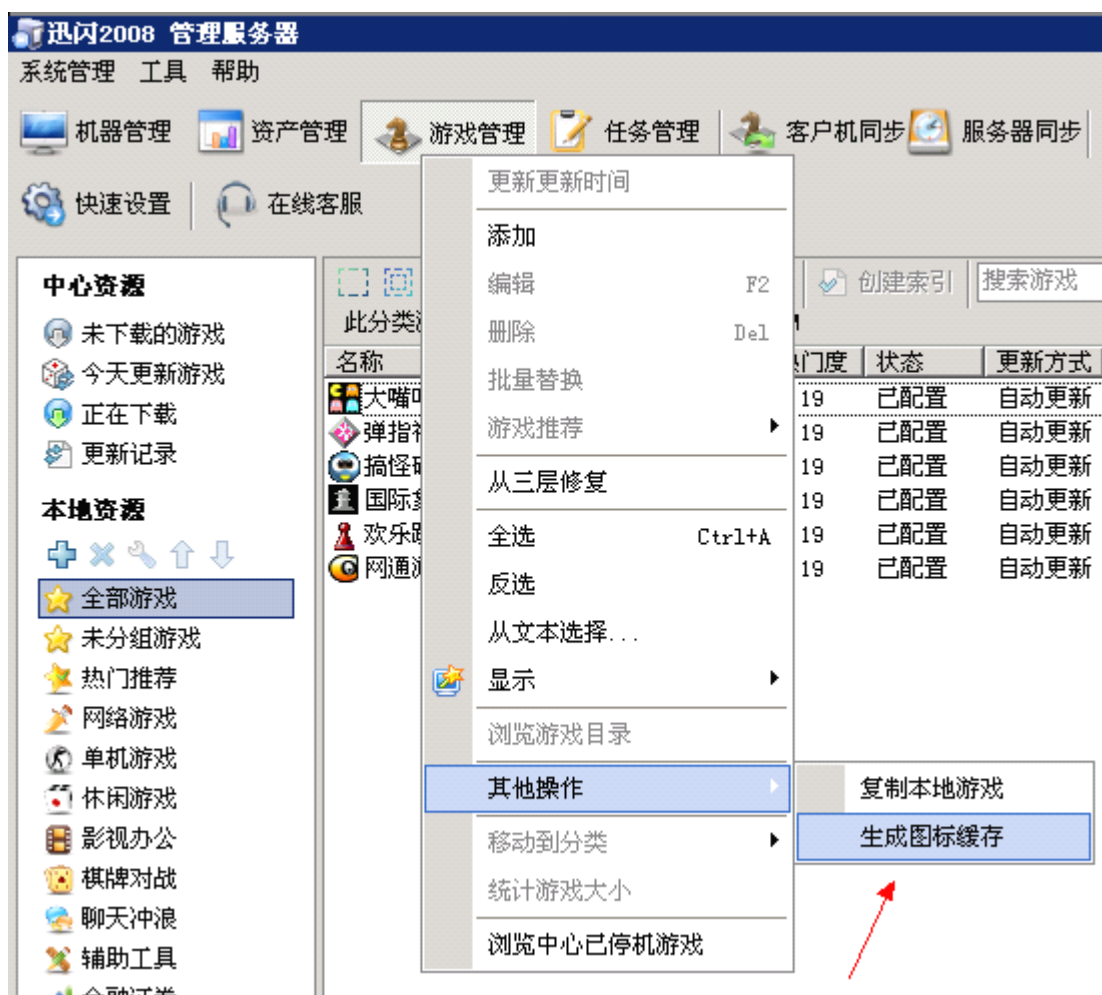 迅闪2008 管理服务器
系统管理 工具 帮助
机器管理 资产管理 游戏管理 任务管理 客户机同步 服务器同步
快速设置 在线客服
中心资源
未下载的游戏
今天更新游戏
正在下载
更新记录
本地资源
全部游戏
未分组游戏
热门推荐
网络游戏
单机游戏
休闲游戏
影视办公
棋牌对战
聊天冲浪
辅助工具
创建索引 搜索游戏
此分类
名称 门度 状态 更新方式
大嘴 19 已配置 自动更新
弹指 19 已配置 自动更新
搞怪 19 已配置 自动更新
国际 19 已配置 自动更新
欢乐 19 已配置 自动更新
网通 19 已配置 自动更新
更新更新时间
添加
编辑 F2
删除 Del
批量替换
游戏推荐
从三层修复
全选 Ctrl+A
反选
从文本选择...
显示
浏览游戏目录
其他操作
移动到分类
统计游戏大小
浏览中心已停机游戏
复制本地游戏
生成图标缓存